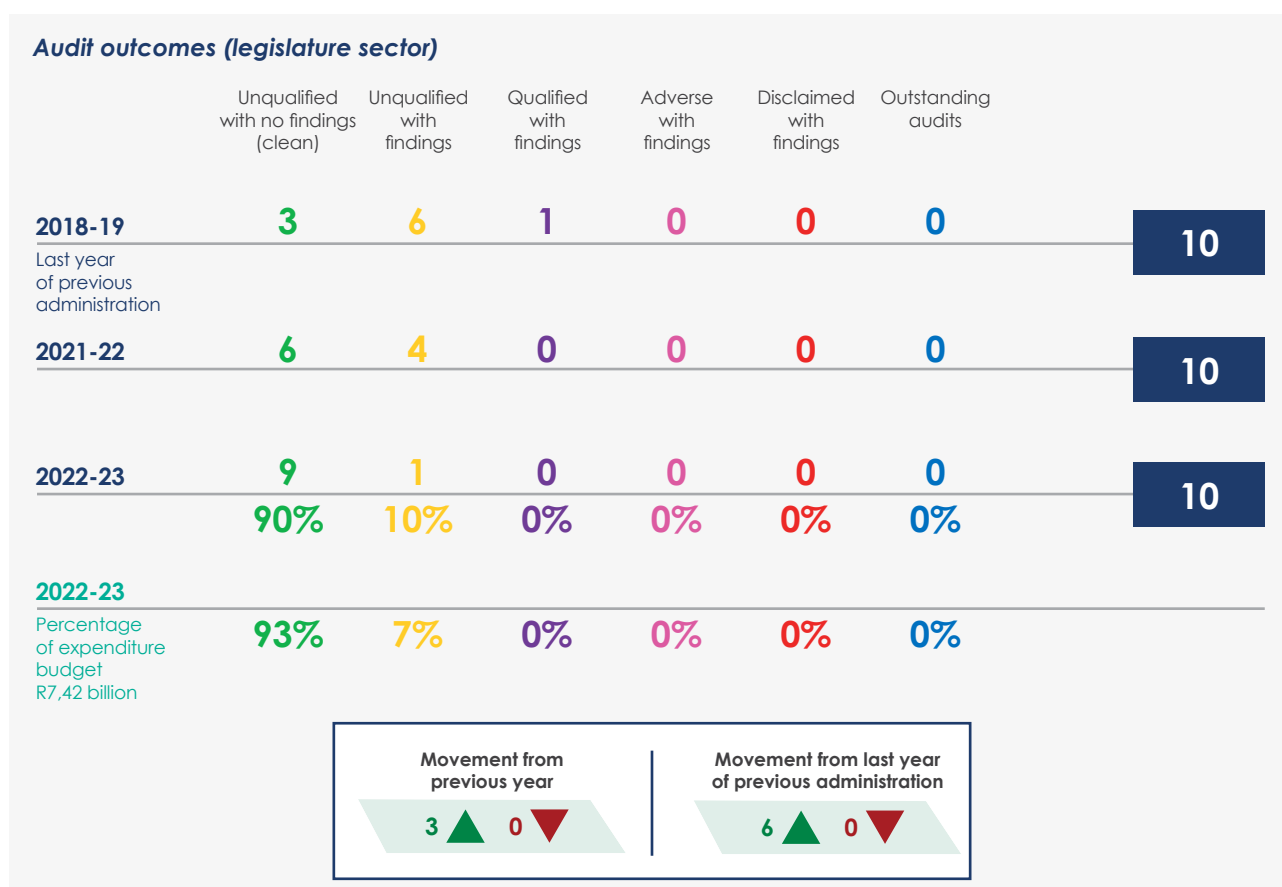 Audit outcomes (legislature sector)
Unqualified with no findings (clean)
Unqualified with findings
Qualified with findings
Adverse with findings
Disclaimed with findings
Outstanding audits
2018-19 3 6 1 0 0 0 10
Last year
of previous
administration
2021-22 6 4 0 0 0 0 10
2022-23 9 1 0 0 0 0 10
90% 10% 0% 0% 0% 0%
2022-23
Percentage
of expenditure
budget
R7,42 billion
93% 7% 0% 0% 0% 0%
Movement from
previous year
3 0
Movement from last year
of previous administration
6 0